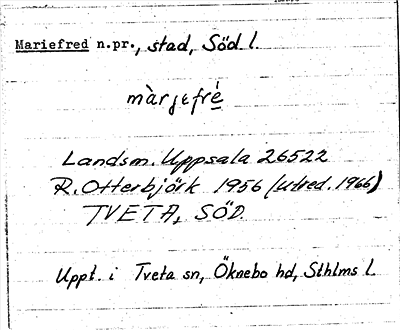 Mariefred n.pr., stad, Söd l.
màrjefré
Landsm. Uppsala 26522
R. Otterbjörk 1956 (utred. 1966)
TVETA, SÖD.
Uppt. i Tveta sn, Öknebo hd, Sthlms l.